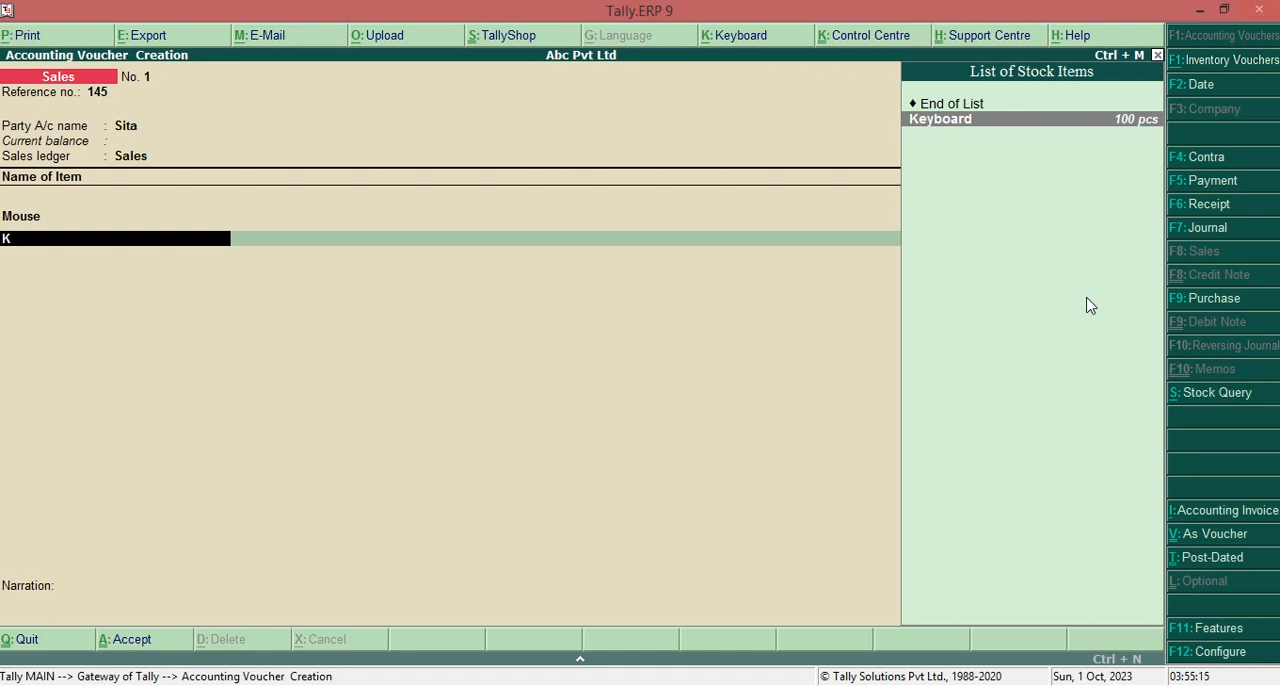 Tally.ERP 9
P: Print E: Export M: E-Mail O: Upload S: TallyShop G: Language K: Keyboard K: Control Centre H: Support Centre H: Help
Accounting Voucher Creation Abc Pvt Ltd Ctrl + M
Sales No. 1
Reference no.: 145
Party A/c name : Sita
Current balance :
Sales ledger : Sales
Name of Item
Mouse
K
Narration:
List of Stock Items
♦ End of List
Keyboard 100 pcs
F1: Accounting Vouchers
F1: Inventory Vouchers
F2: Date
F3: Company
F4: Contra
F5: Payment
F6: Receipt
F7: Journal
F8: Sales
F8: Credit Note
F9: Purchase
F9: Debit Note
F10: Reversing Journal
F10: Memos
S: Stock Query
I: Accounting Invoice
V: As Voucher
T: Post-Dated
L: Optional
F11: Features
F12: Configure
Q: Quit A: Accept D: Delete X: Cancel
Ctrl + N
Tally MAIN --> Gateway of Tally --> Accounting Voucher Creation © Tally Solutions Pvt Ltd., 1988-2020 Sun, 1 Oct, 2023 03:55:15